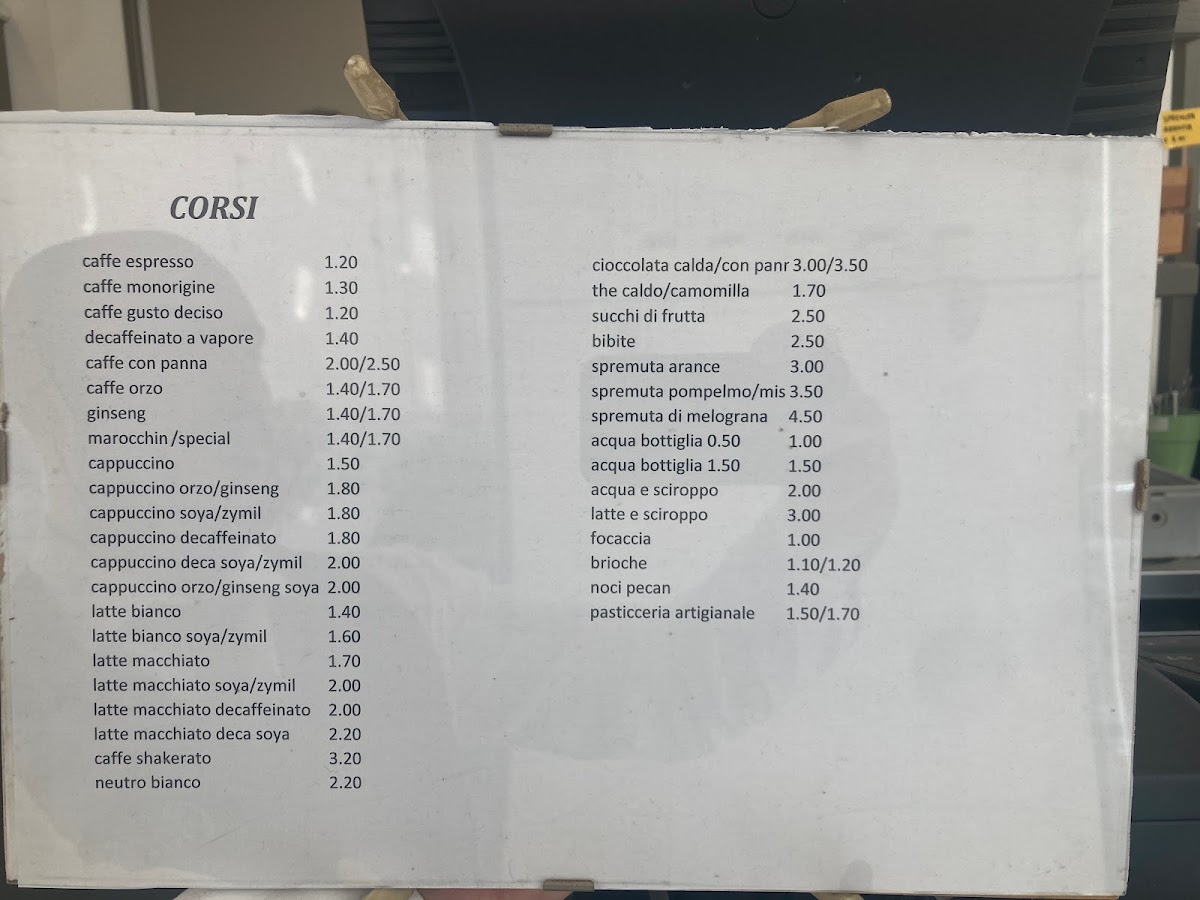 CORSI
caffe espresso 1.20
caffe monorigine 1.30
caffe gusto deciso 1.20
decaffeinato a vapore 1.40
caffe con panna 2.00/2.50
caffe orzo 1.40/1.70
ginseng 1.40/1.70
marocchin/special 1.40/1.70
cappuccino 1.50
cappuccino orzo/ginseng 1.80
cappuccino soya/zymil 1.80
cappuccino decaffeinato 1.80
cappuccino deca soya/zymil 2.00
cappuccino orzo/ginseng soya 2.00
latte bianco 1.40
latte bianco soya/zymil 1.60
latte macchiato 1.70
latte macchiato soya/zymil 2.00
latte macchiato decaffeinato 2.00
latte macchiato deca soya 2.20
caffe shakerato 3.20
neutro bianco 2.20
cioccolata calda/con panr 3.00/3.50
the caldo/camomilla 1.70
succhi di frutta 2.50
bibite 2.50
spremuta arance 3.00
spremuta pompelmo/mis 3.50
spremuta di melograna 4.50
acqua bottiglia 0.50 1.00
acqua bottiglia 1.50 1.50
acqua e sciroppo 2.00
latte e sciroppo 3.00
focaccia 1.00
brioche 1.10/1.20
noci pecan 1.40
pasticceria artigianale 1.50/1.70